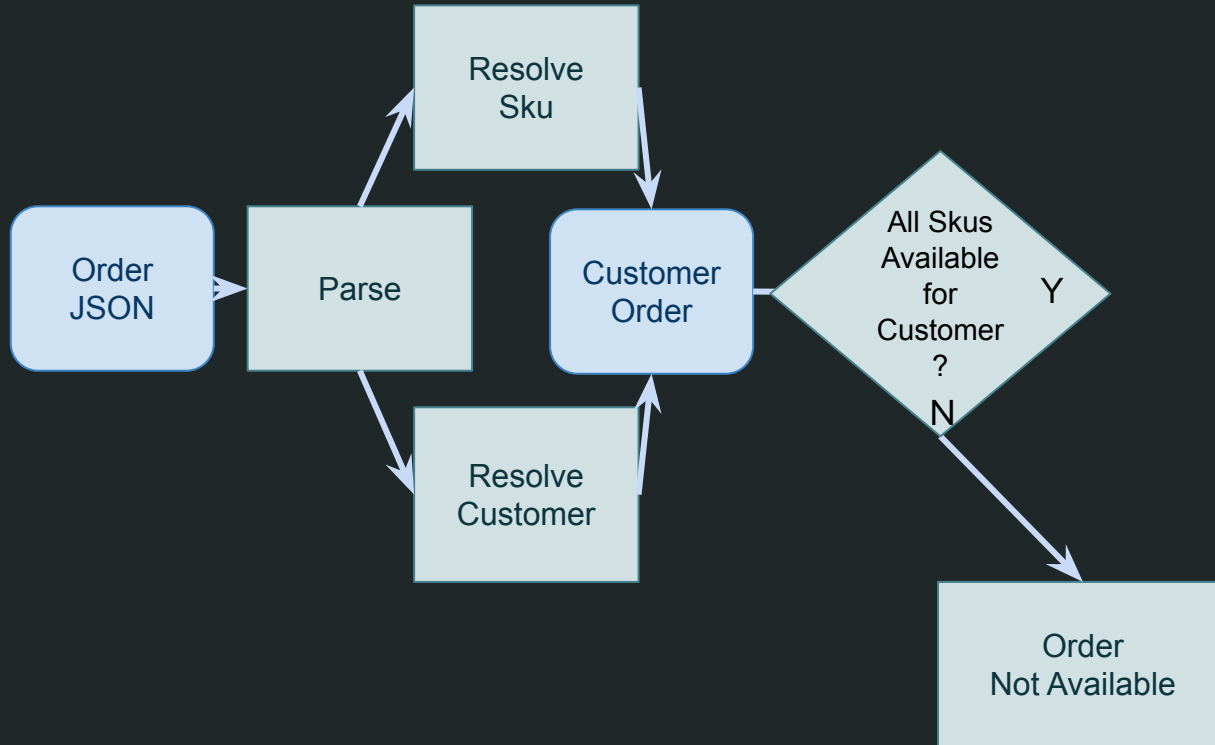 Resolve
Sku
Order
JSON
Parse
Customer
Order
All Skus
Available
for
Customer
?
Y
N
Resolve
Customer
Order
Not Available